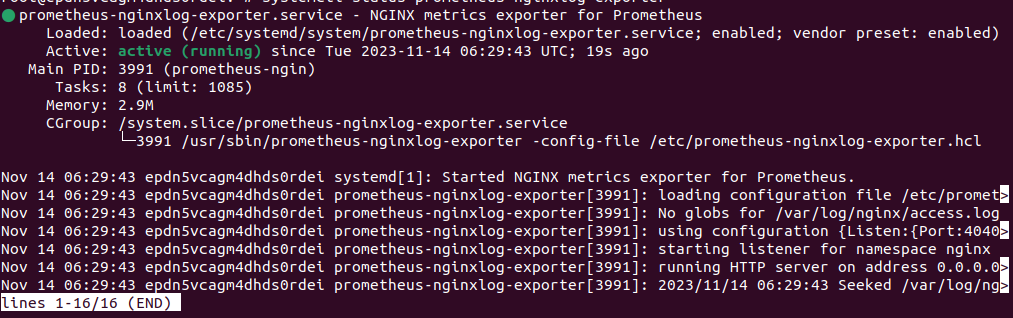 prometheus-nginxlog-exporter.service - NGINX metrics exporter for Prometheus
Loaded: loaded (/etc/systemd/system/prometheus-nginxlog-exporter.service; enabled; vendor preset: enabled)
Active: active (running) since Tue 2023-11-14 06:29:43 UTC; 19s ago
Main PID: 3991 (prometheus-ngin)
Tasks: 8 (limit: 1085)
Memory: 2.9M
CGroup: /system.slice/prometheus-nginxlog-exporter.service
└─3991 /usr/sbin/prometheus-nginxlog-exporter -config-file /etc/prometheus-nginxlog-exporter.hcl
Nov 14 06:29:43 epdn5vcagm4dhds0rdei systemd[1]: Started NGINX metrics exporter for Prometheus.
Nov 14 06:29:43 epdn5vcagm4dhds0rdei prometheus-nginxlog-exporter[3991]: loading configuration file /etc/promet>
Nov 14 06:29:43 epdn5vcagm4dhds0rdei prometheus-nginxlog-exporter[3991]: No globs for /var/log/nginx/access.log
Nov 14 06:29:43 epdn5vcagm4dhds0rdei prometheus-nginxlog-exporter[3991]: using configuration {Listen:{Port:4040>
Nov 14 06:29:43 epdn5vcagm4dhds0rdei prometheus-nginxlog-exporter[3991]: starting listener for namespace nginx
Nov 14 06:29:43 epdn5vcagm4dhds0rdei prometheus-nginxlog-exporter[3991]: running HTTP server on address 0.0.0.0>
Nov 14 06:29:43 epdn5vcagm4dhds0rdei prometheus-nginxlog-exporter[3991]: 2023/11/14 06:29:43 Seeked /var/log/ng>
lines 1-16/16 (END)